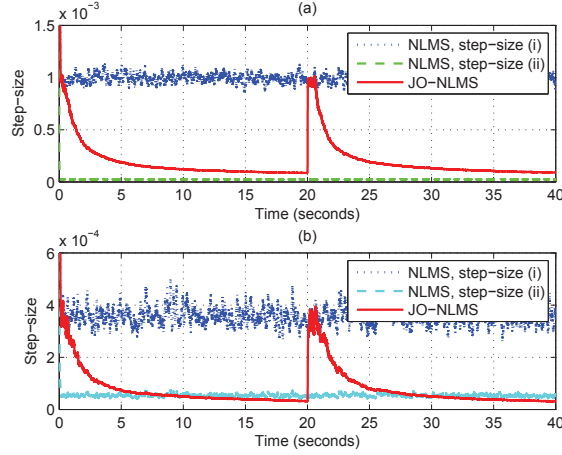 x 10⁻³
(a)
1.5
1
0.5
0
Step−size
NLMS, step−size (i)
NLMS, step−size (ii)
JO−NLMS
0 5 10 15 20 25 30 35 40
Time (seconds)
x 10⁻⁴
(b)
6
4
2
0
Step−size
NLMS, step−size (i)
NLMS, step−size (ii)
JO−NLMS
0 5 10 15 20 25 30 35 40
Time (seconds)